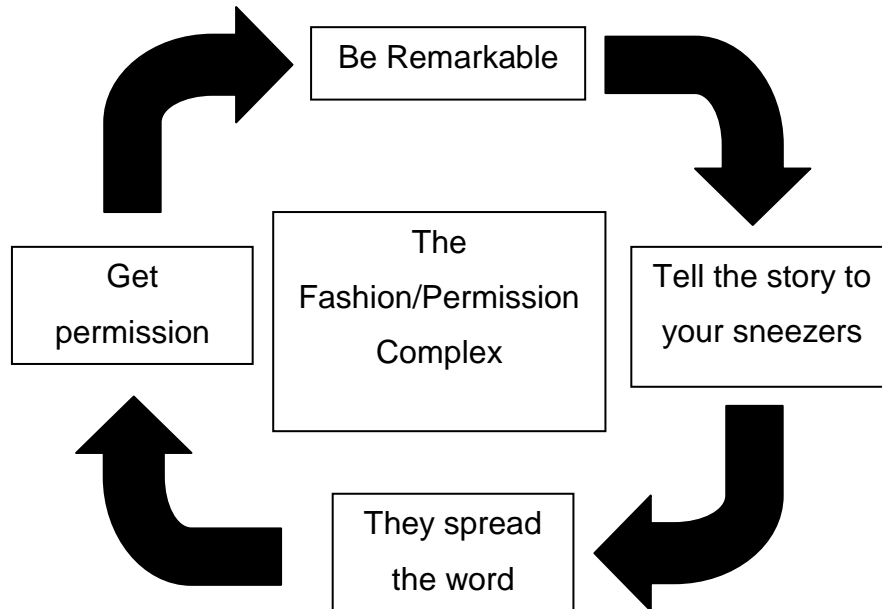 Be Remarkable
Get
permission
The
Fashion/Permission
Complex
Tell the story to
your sneezers
They spread
the word